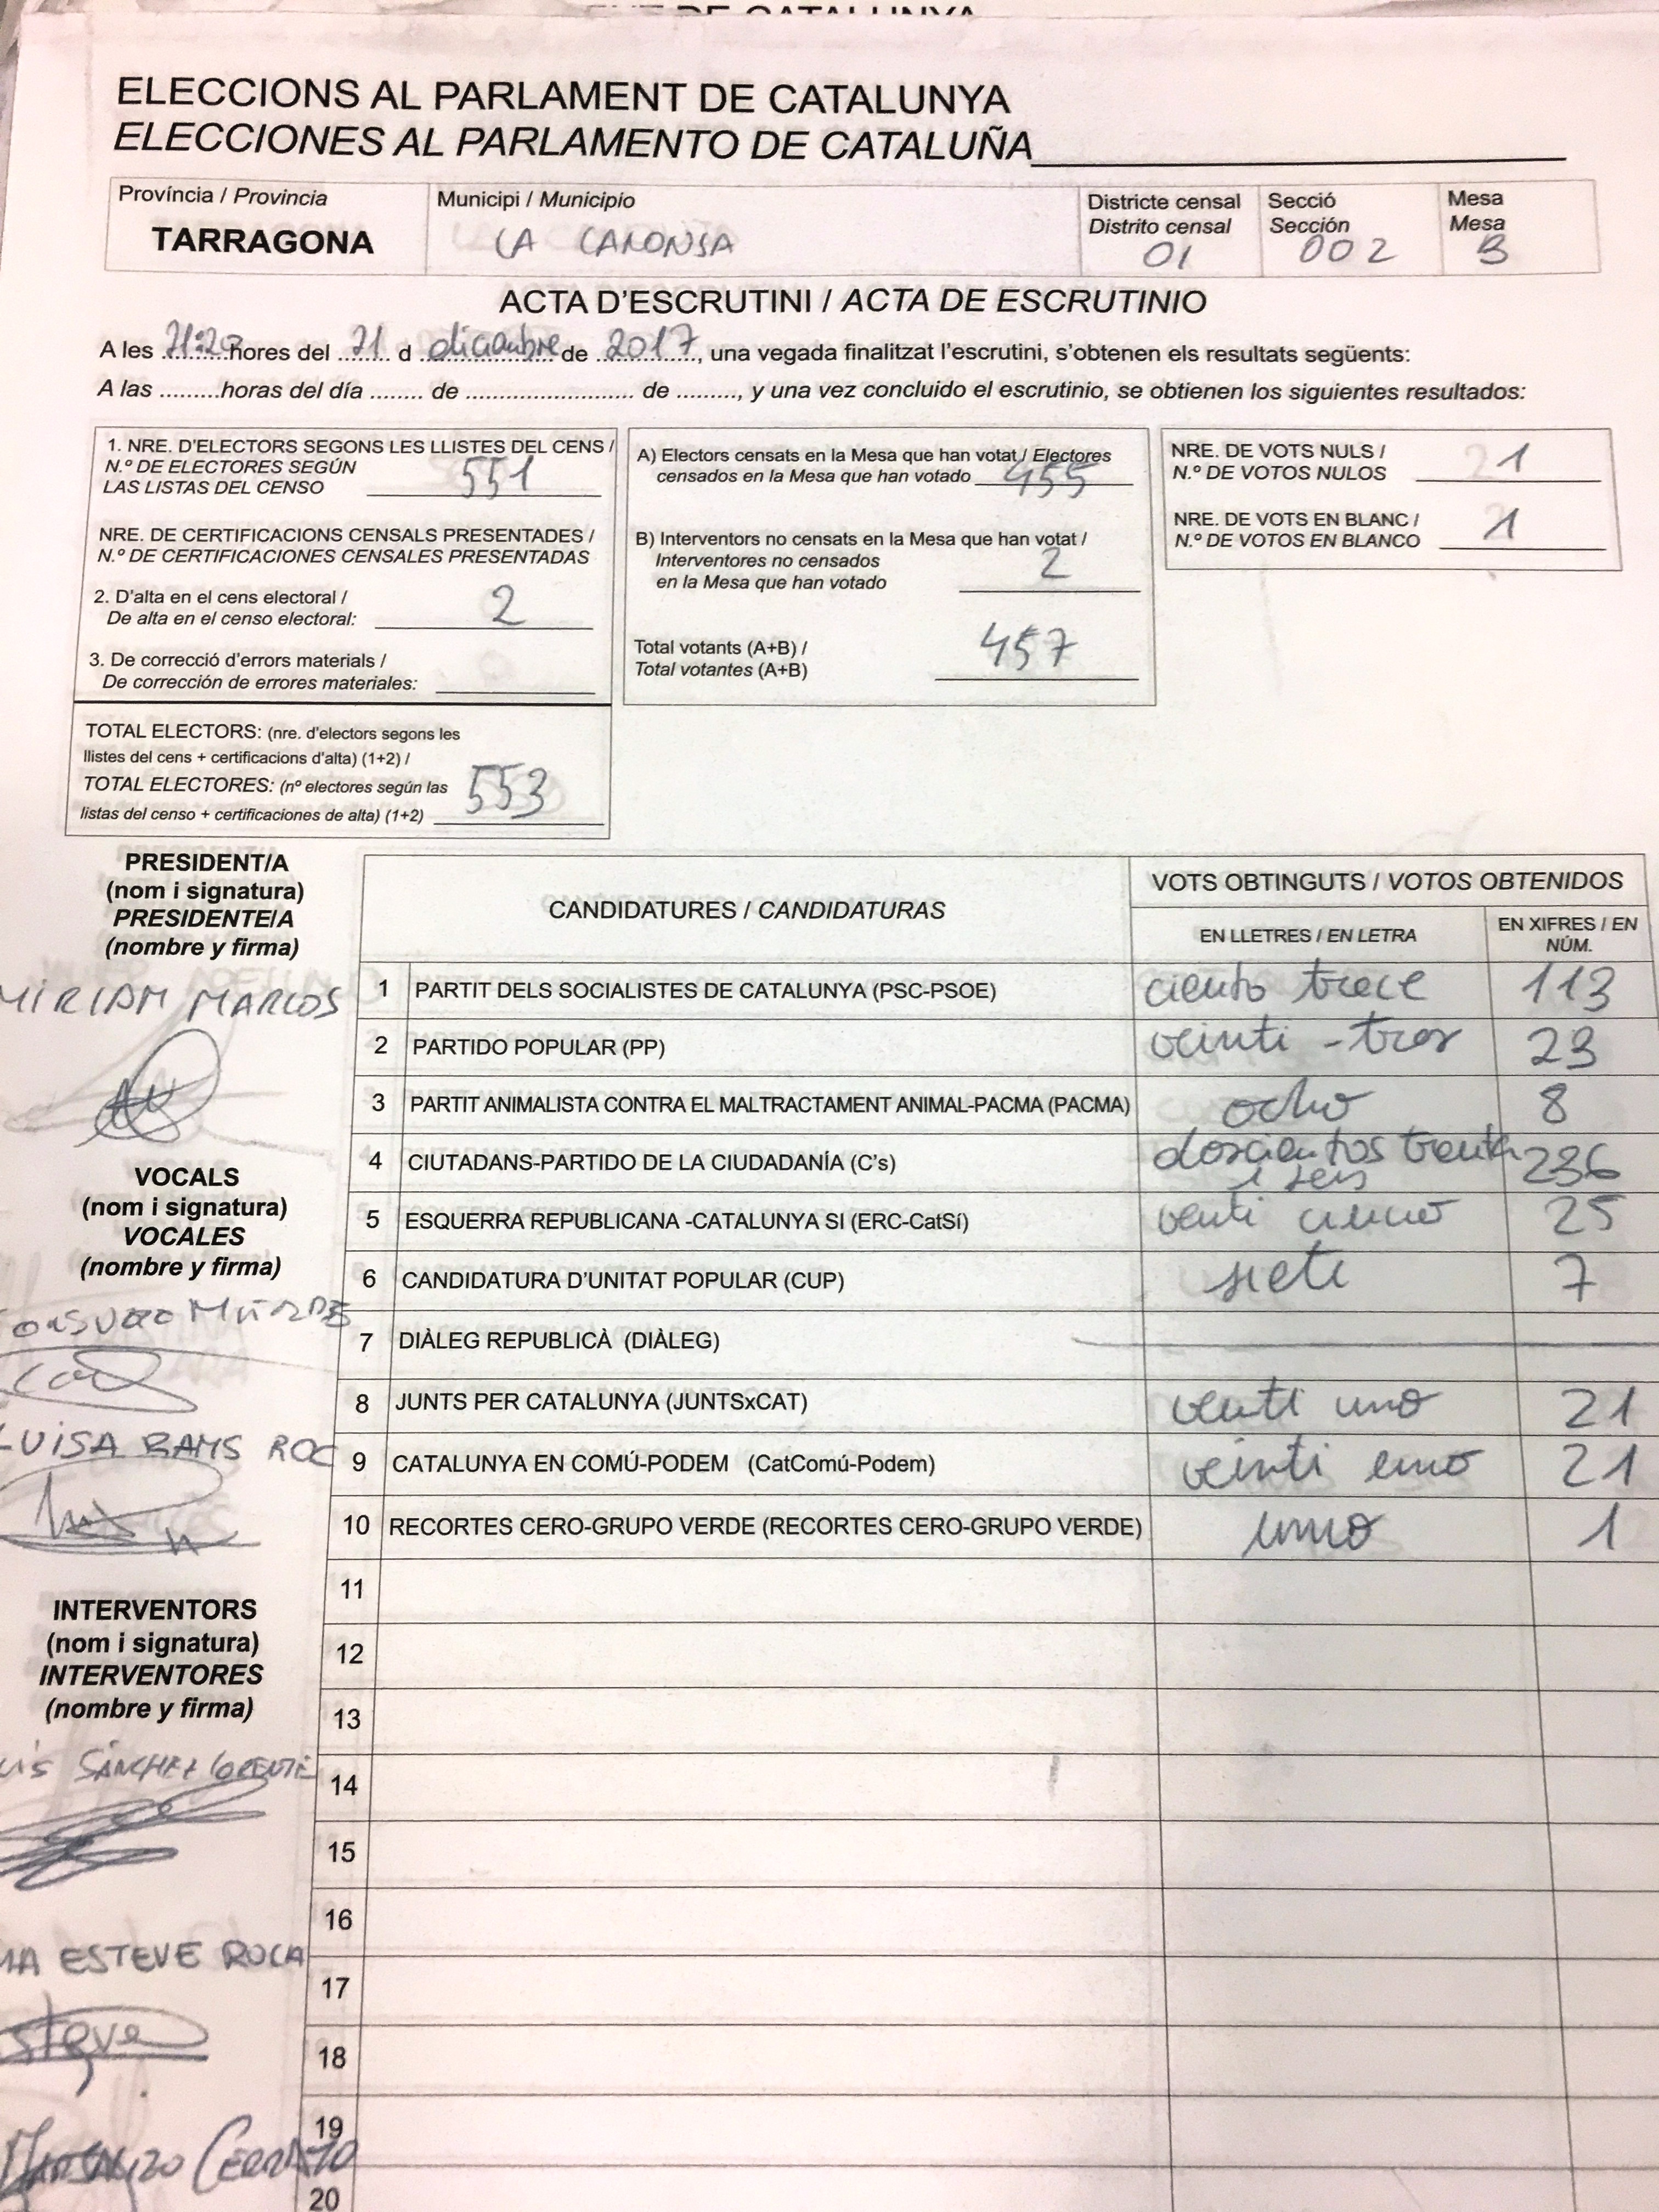 ELECCIONS AL PARLAMENT DE CATALUNYA
ELECCIONES AL PARLAMENTO DE CATALUÑA
Província / Provincia
TARRAGONA
Municipi / Municipio
LA CANONJA
Districte censal
Distrito censal
01
Secció
Sección
002
Mesa
Mesa
B
ACTA D'ESCRUTINI / ACTA DE ESCRUTINIO
A les 21:20 hores del 21 d diciembre de 2017, una vegada finalitzat l'escrutini, s'obtenen els resultats següents:
A las .........horas del día ........ de ........................... de ........., y una vez concluido el escrutinio, se obtienen los siguientes resultados:
1. NRE. D'ELECTORS SEGONS LES LLISTES DEL CENS /
N.º DE ELECTORES SEGÚN
LAS LISTAS DEL CENSO 551
NRE. DE CERTIFICACIONS CENSALS PRESENTADES /
N.º DE CERTIFICACIONES CENSALES PRESENTADAS
2. D'alta en el cens electoral /
De alta en el censo electoral: 2
3. De correcció d'errors materials /
De corrección de errores materiales:
TOTAL ELECTORS: (nre. d'electors segons les
llistes del cens + certificacions d'alta) (1+2) /
TOTAL ELECTORES: (nº electores según las
listas del censo + certificaciones de alta) (1+2) 553
A) Electors censats en la Mesa que han votat / Electores
censados en la Mesa que han votado 455
B) Interventors no censats en la Mesa que han votat /
Interventores no censados
en la Mesa que han votado 2
Total votants (A+B) /
Total votantes (A+B) 457
NRE. DE VOTS NULS /
N.º DE VOTOS NULOS 1
NRE. DE VOTS EN BLANC /
N.º DE VOTOS EN BLANCO 1
PRESIDENT/A
(nom i signatura)
PRESIDENTE/A
(nombre y firma)
MIRIAM MARCOS
VOCALS
(nom i signatura)
VOCALES
(nombre y firma)
LUISA RAMS ROC
INTERVENTORS
(nom i signatura)
INTERVENTORES
(nombre y firma)
SÁNCHEZ LORENTE
ESTEVE ROCA
CANDIDATURES / CANDIDATURAS
VOTS OBTINGUTS / VOTOS OBTENIDOS
EN LLETRES / EN LETRA
EN XIFRES / EN
NÚM.
1 PARTIT DELS SOCIALISTES DE CATALUNYA (PSC-PSOE) ciento trece 113
2 PARTIDO POPULAR (PP) veinti-tres 23
3 PARTIT ANIMALISTA CONTRA EL MALTRACTAMENT ANIMAL-PACMA (PACMA) ocho 8
4 CIUTADANS-PARTIDO DE LA CIUDADANÍA (C's) doscientos trenta i seis 236
5 ESQUERRA REPUBLICANA -CATALUNYA SI (ERC-CatSí) venti cinco 25
6 CANDIDATURA D'UNITAT POPULAR (CUP) siete 7
7 DIÀLEG REPUBLICÀ (DIÀLEG)
8 JUNTS PER CATALUNYA (JUNTSxCAT) venti uno 21
9 CATALUNYA EN COMÚ-PODEM (CatComú-Podem) veinti uno 21
10 RECORTES CERO-GRUPO VERDE (RECORTES CERO-GRUPO VERDE) uno 1
11
12
13
14
15
16
17
18
19
20